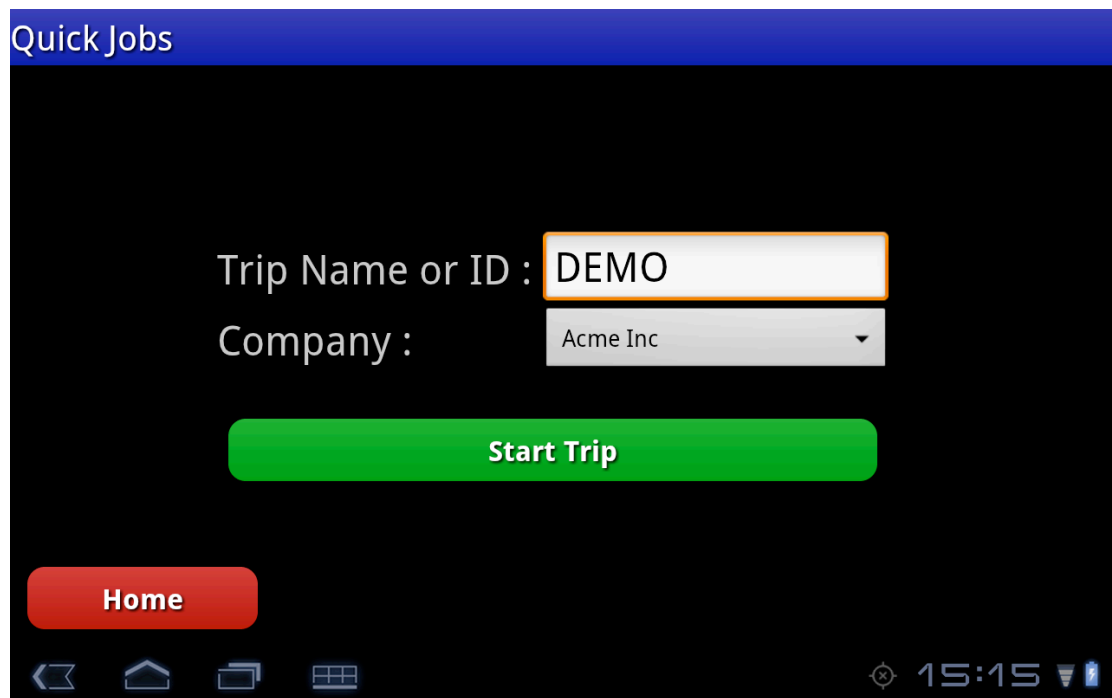 Quick Jobs
Trip Name or ID : DEMO
Company : Acme Inc
Start Trip
Home
15:15